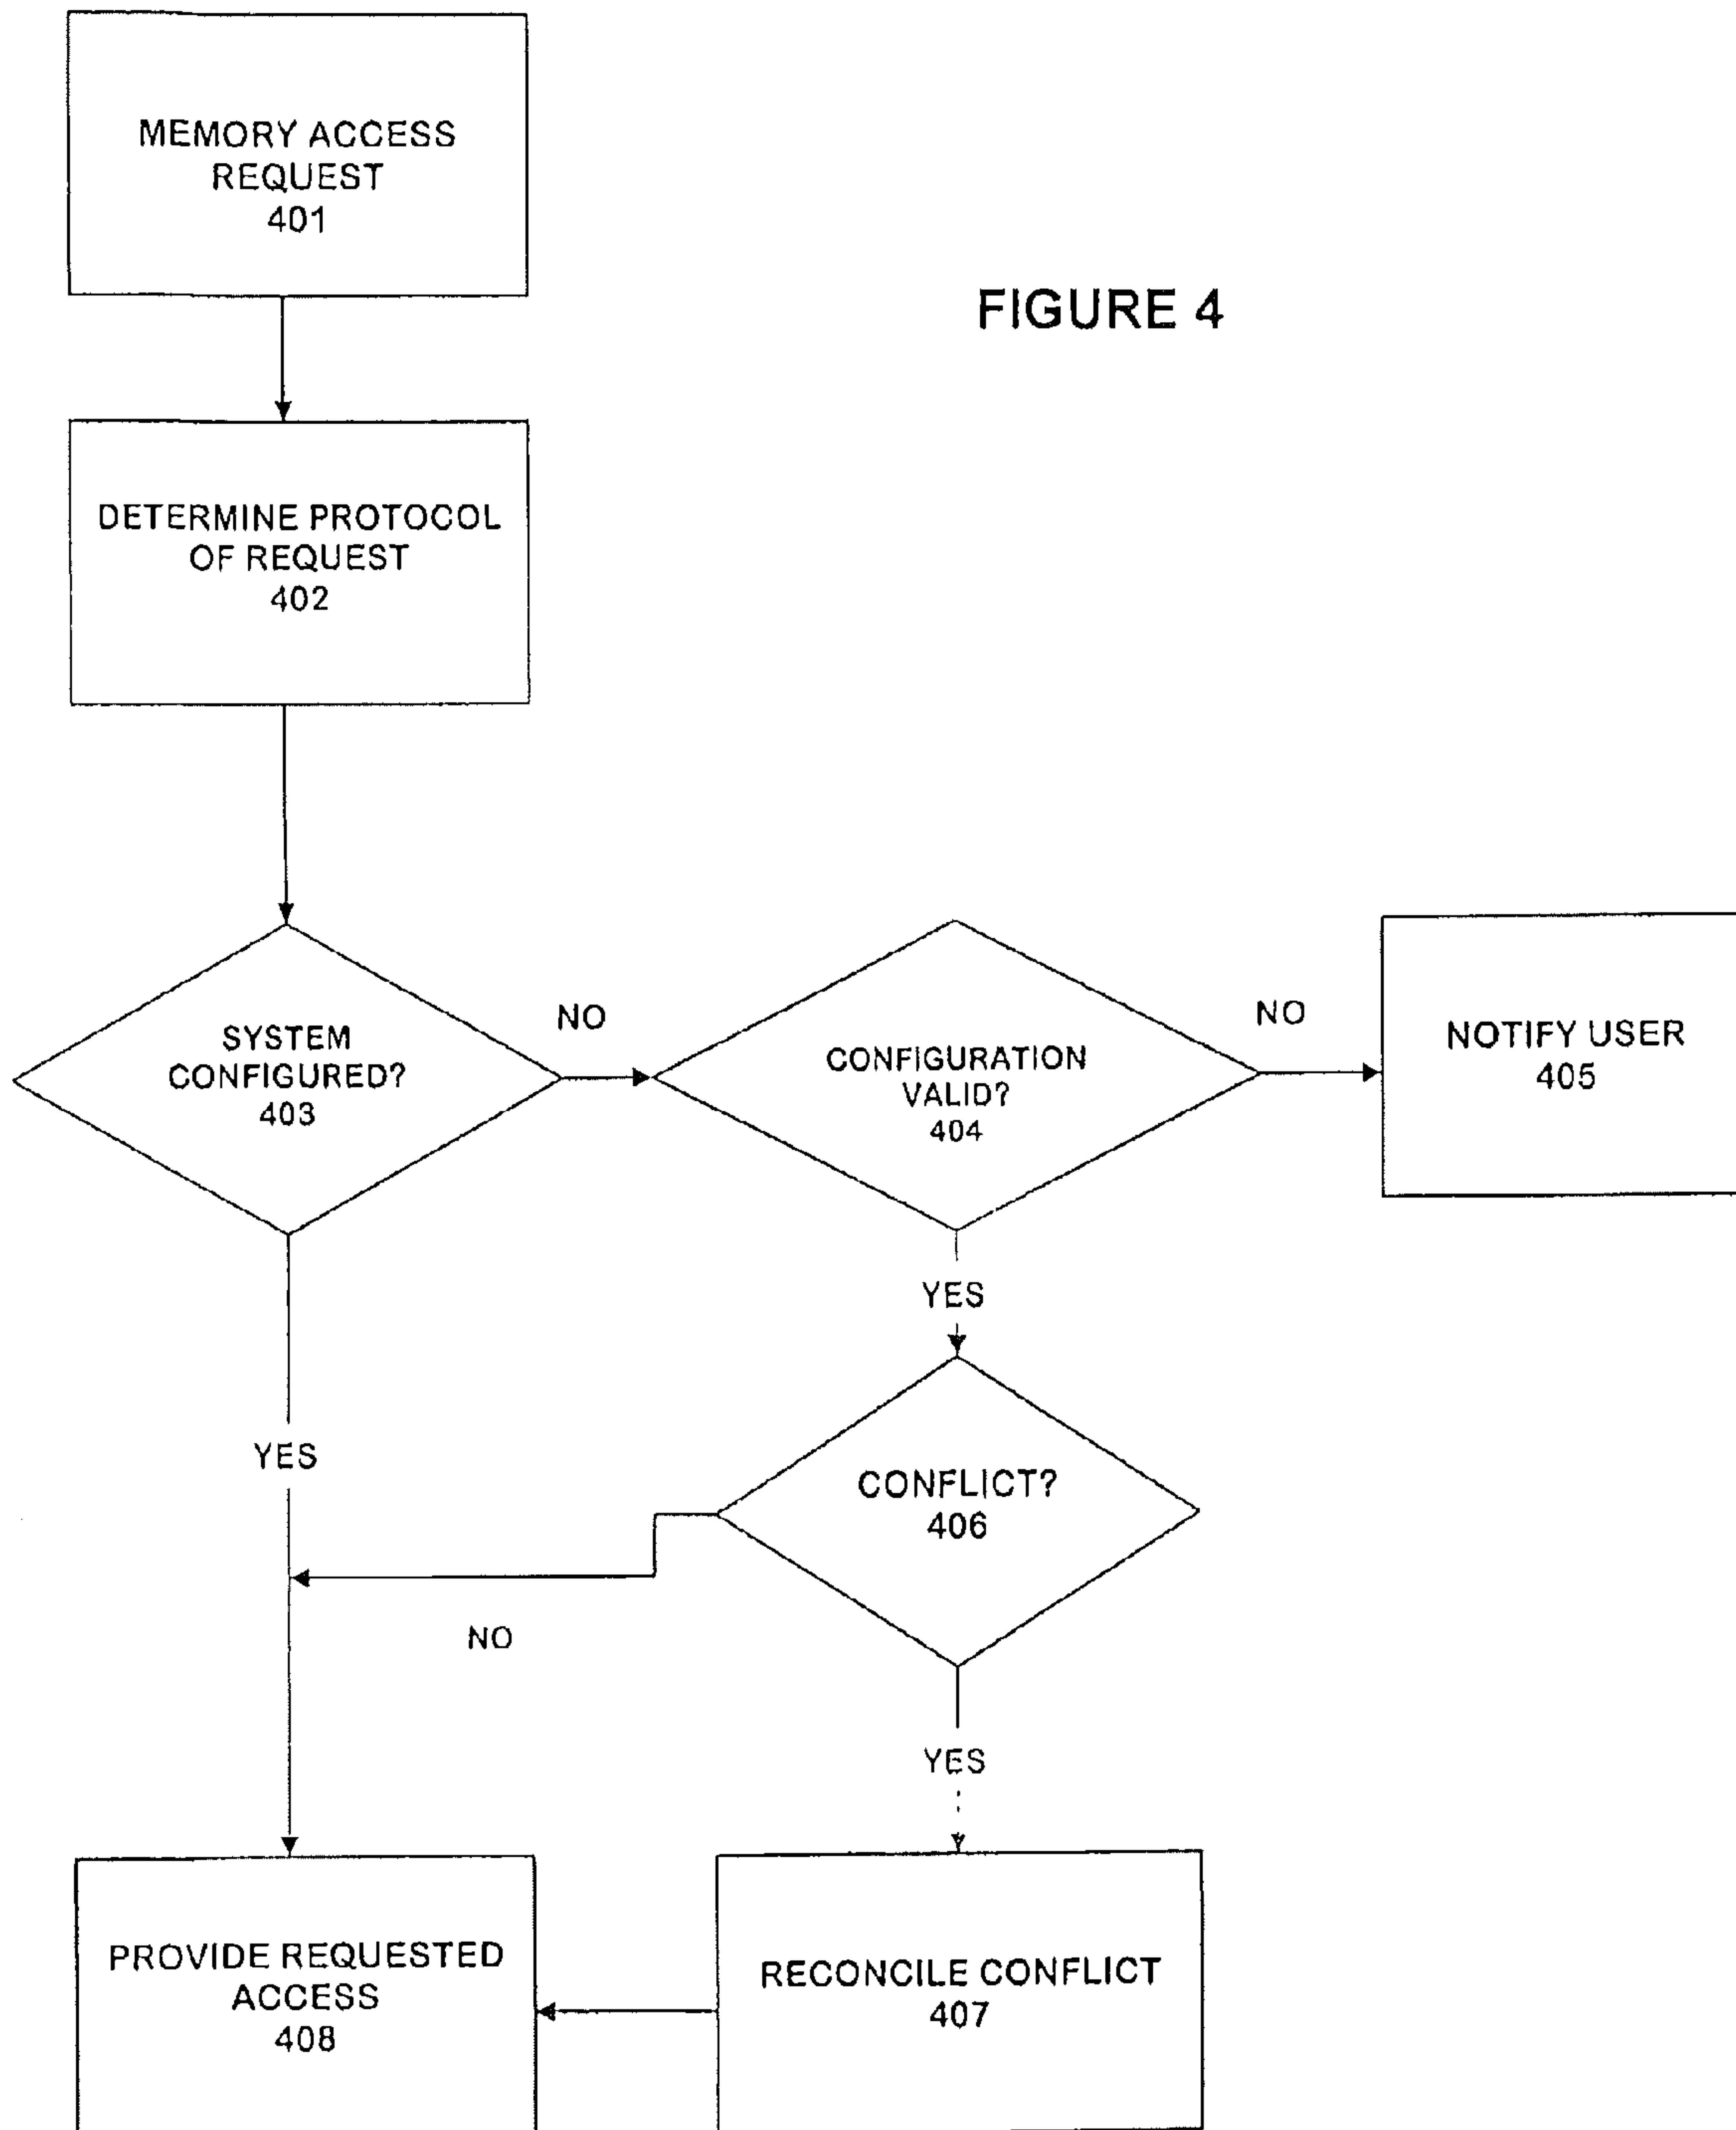 MEMORY ACCESS
REQUEST
401
FIGURE 4
DETERMINE PROTOCOL
OF REQUEST
402
SYSTEM
CONFIGURED?
403
NO
CONFIGURATION
VALID?
404
NO
NOTIFY USER
405
YES
YES
CONFLICT?
406
NO
YES
PROVIDE REQUESTED
ACCESS
408
RECONCILE CONFLICT
407